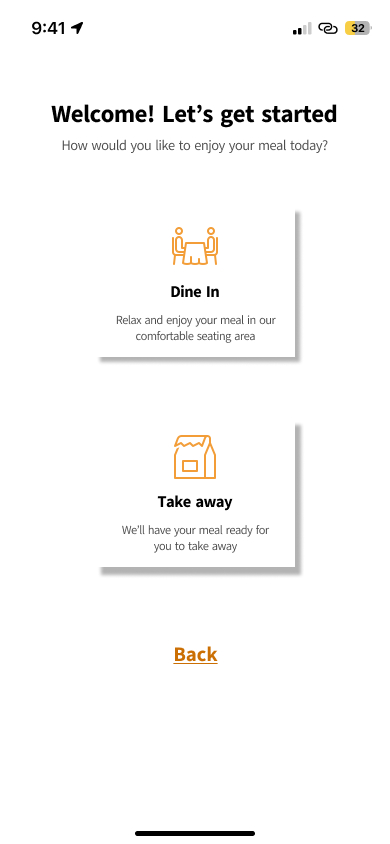 9:41
32
Welcome! Let’s get started
How would you like to enjoy your meal today?
Dine In
Relax and enjoy your meal in our
comfortable seating area
Take away
We’ll have your meal ready for
you to take away
Back